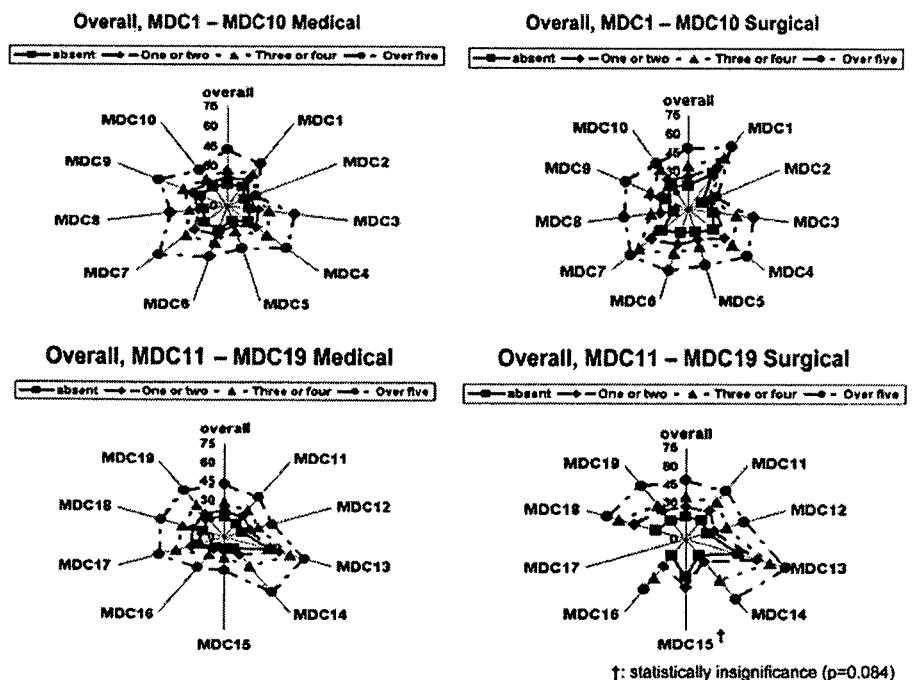 Overall, MDC1 – MDC10 Medical
absent One or two Three or four Over five
overall
75
60
45
30
0
MDC1
MDC2
MDC3
MDC4
MDC5
MDC6
MDC7
MDC8
MDC9
MDC10
Overall, MDC1 – MDC10 Surgical
absent One or two Three or four Over five
overall
75
60
45
30
0
MDC1
MDC2
MDC3
MDC4
MDC5
MDC6
MDC7
MDC8
MDC9
MDC10
Overall, MDC11 – MDC19 Medical
absent One or two Three or four Over five
overall
75
60
45
30
0
MDC11
MDC12
MDC13
MDC14
MDC15
MDC16
MDC17
MDC18
MDC19
Overall, MDC11 – MDC19 Surgical
absent One or two Three or four Over five
overall
75
60
45
30
0
MDC11
MDC12
MDC13
MDC14
MDC15 †
MDC16
MDC17
MDC18
MDC19
†: statistically insignificance (p=0.084)